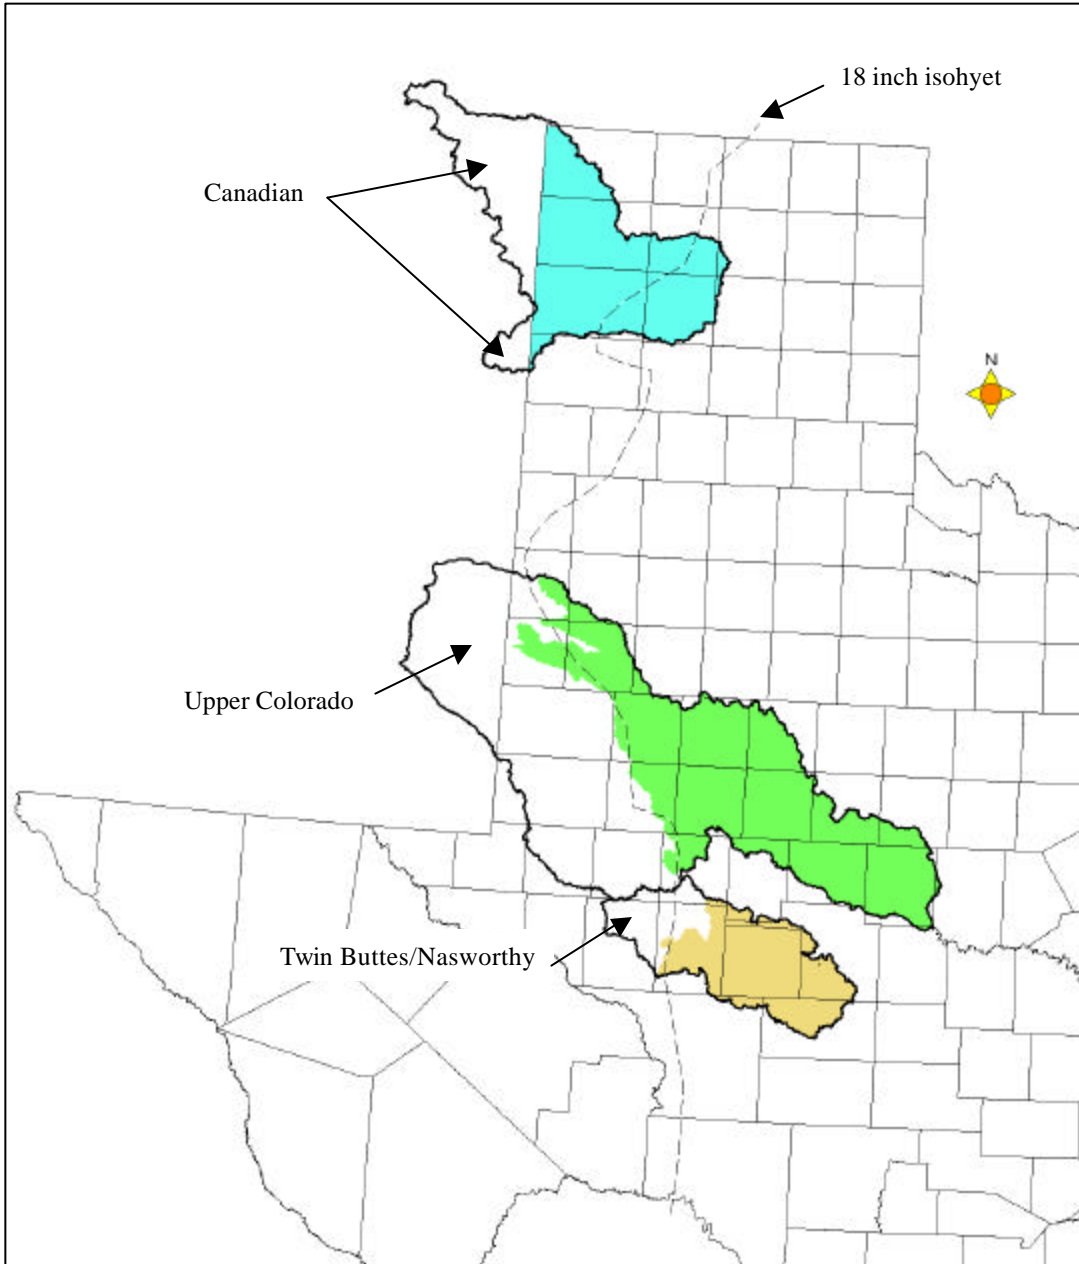 18 inch isohyet
Canadian
N
Upper Colorado
Twin Buttes/Nasworthy